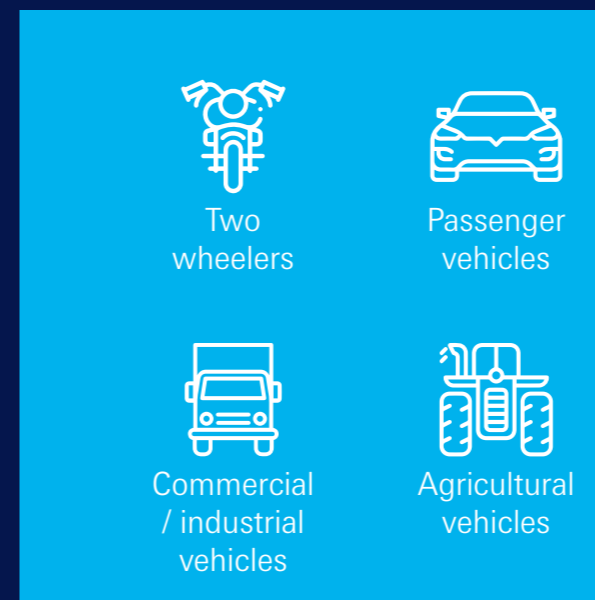 Two
wheelers
Passenger
vehicles
Commercial
/ industrial
vehicles
Agricultural
vehicles